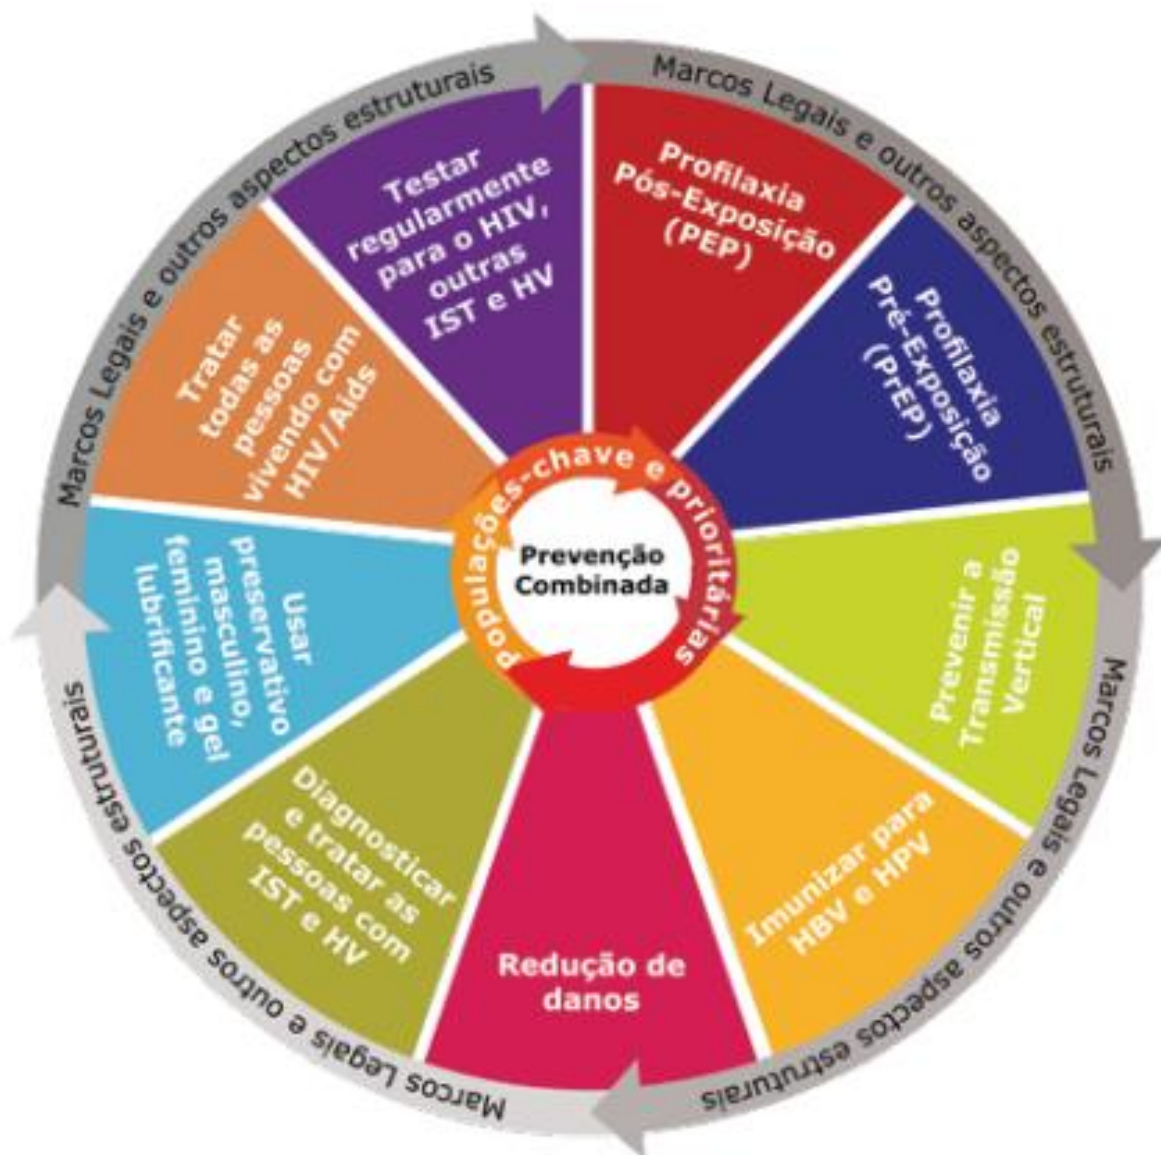 Marcos Legais e outros aspectos estruturais
Marcos Legais e outros aspectos estruturais
Marcos Legais e outros aspectos estruturais
Marcos Legais e outros aspectos estruturais
Testar
regularmente
para o HIV,
outras
IST e HV
Profilaxia
Pós-Exposição
(PEP)
Profilaxia
Pré-Exposição
(PrEP)
Prevenir a
Transmissão
Vertical
Imunizar para
HBV e HPV
Redução de
danos
Diagnosticar
e tratar as
pessoas com
IST e HV
Usar
preservativo
masculino,
feminino e gel
lubrificante
Tratar
todas as
pessoas
vivendo com
HIV/Aids
Populações-chave e prioritárias
Prevenção
Combinada